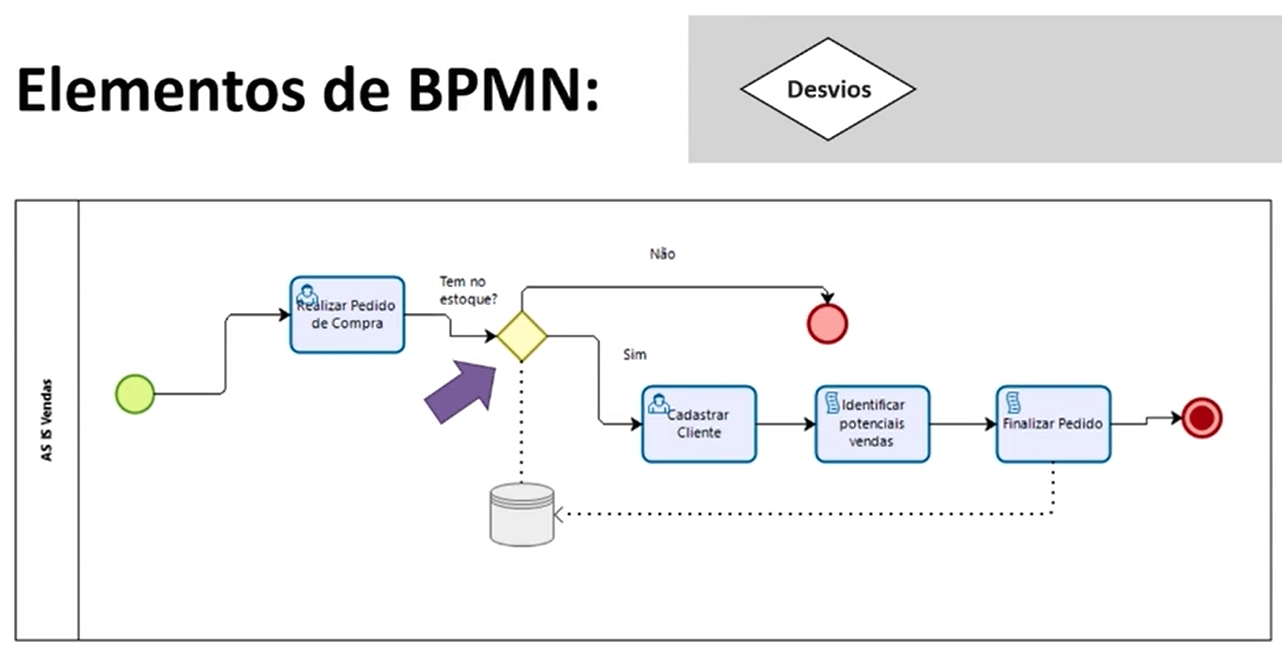 Elementos de BPMN:
Desvios
AS IS Vendas
Realizar Pedido
de Compra
Tem no
estoque?
Não
Sim
Cadastrar
Cliente
Identificar
potenciais
vendas
Finalizar Pedido